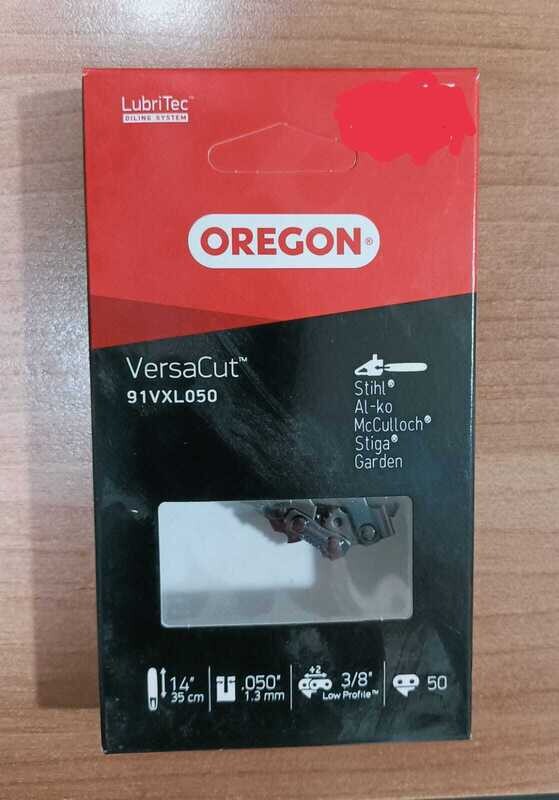 LubriTec™
OILING SYSTEM
OREGON®
VersaCut™
91VXL050
Stihl®
Al-ko
McCulloch®
Stiga®
Garden
14"
35 cm
.050"
1.3 mm
+2
3/8"
Low Profile™
50